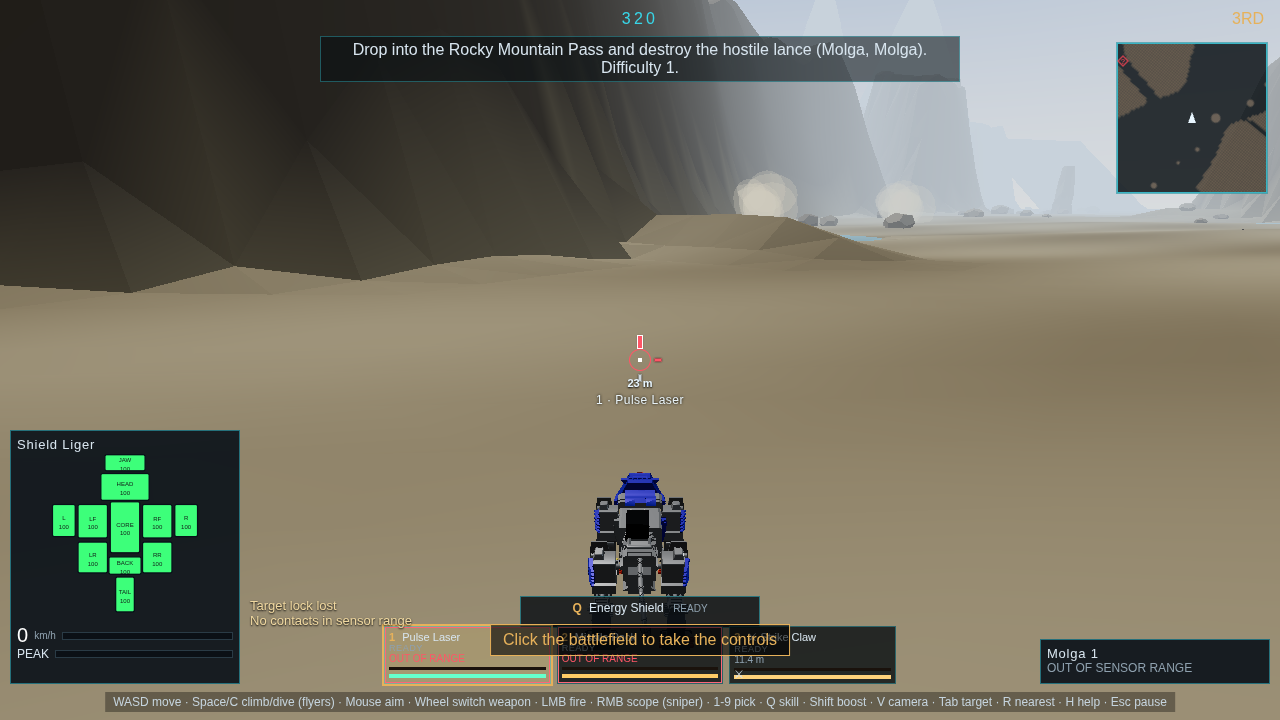 320
3RD
Drop into the Rocky Mountain Pass and destroy the hostile lance (Molga, Molga).
Difficulty 1.
23 m
1 · Pulse Laser
Shield Liger
JAW
100
HEAD
100
L
100
LF
100
CORE
100
RF
100
R
100
LR
100
BACK
100
RR
100
TAIL
100
0 km/h
PEAK
Target lock lost
No contacts in sensor range
Q Energy Shield READY
Click the battlefield to take the controls
1 Pulse Laser
OUT OF RANGE
READY
OUT OF RANGE
Claw
READY
11.4 m
Molga 1
OUT OF SENSOR RANGE
WASD move · Space/C climb/dive (flyers) · Mouse aim · Wheel switch weapon · LMB fire · RMB scope (sniper) · 1-9 pick · Q skill · Shift boost · V camera · Tab target · R nearest · H help · Esc pause